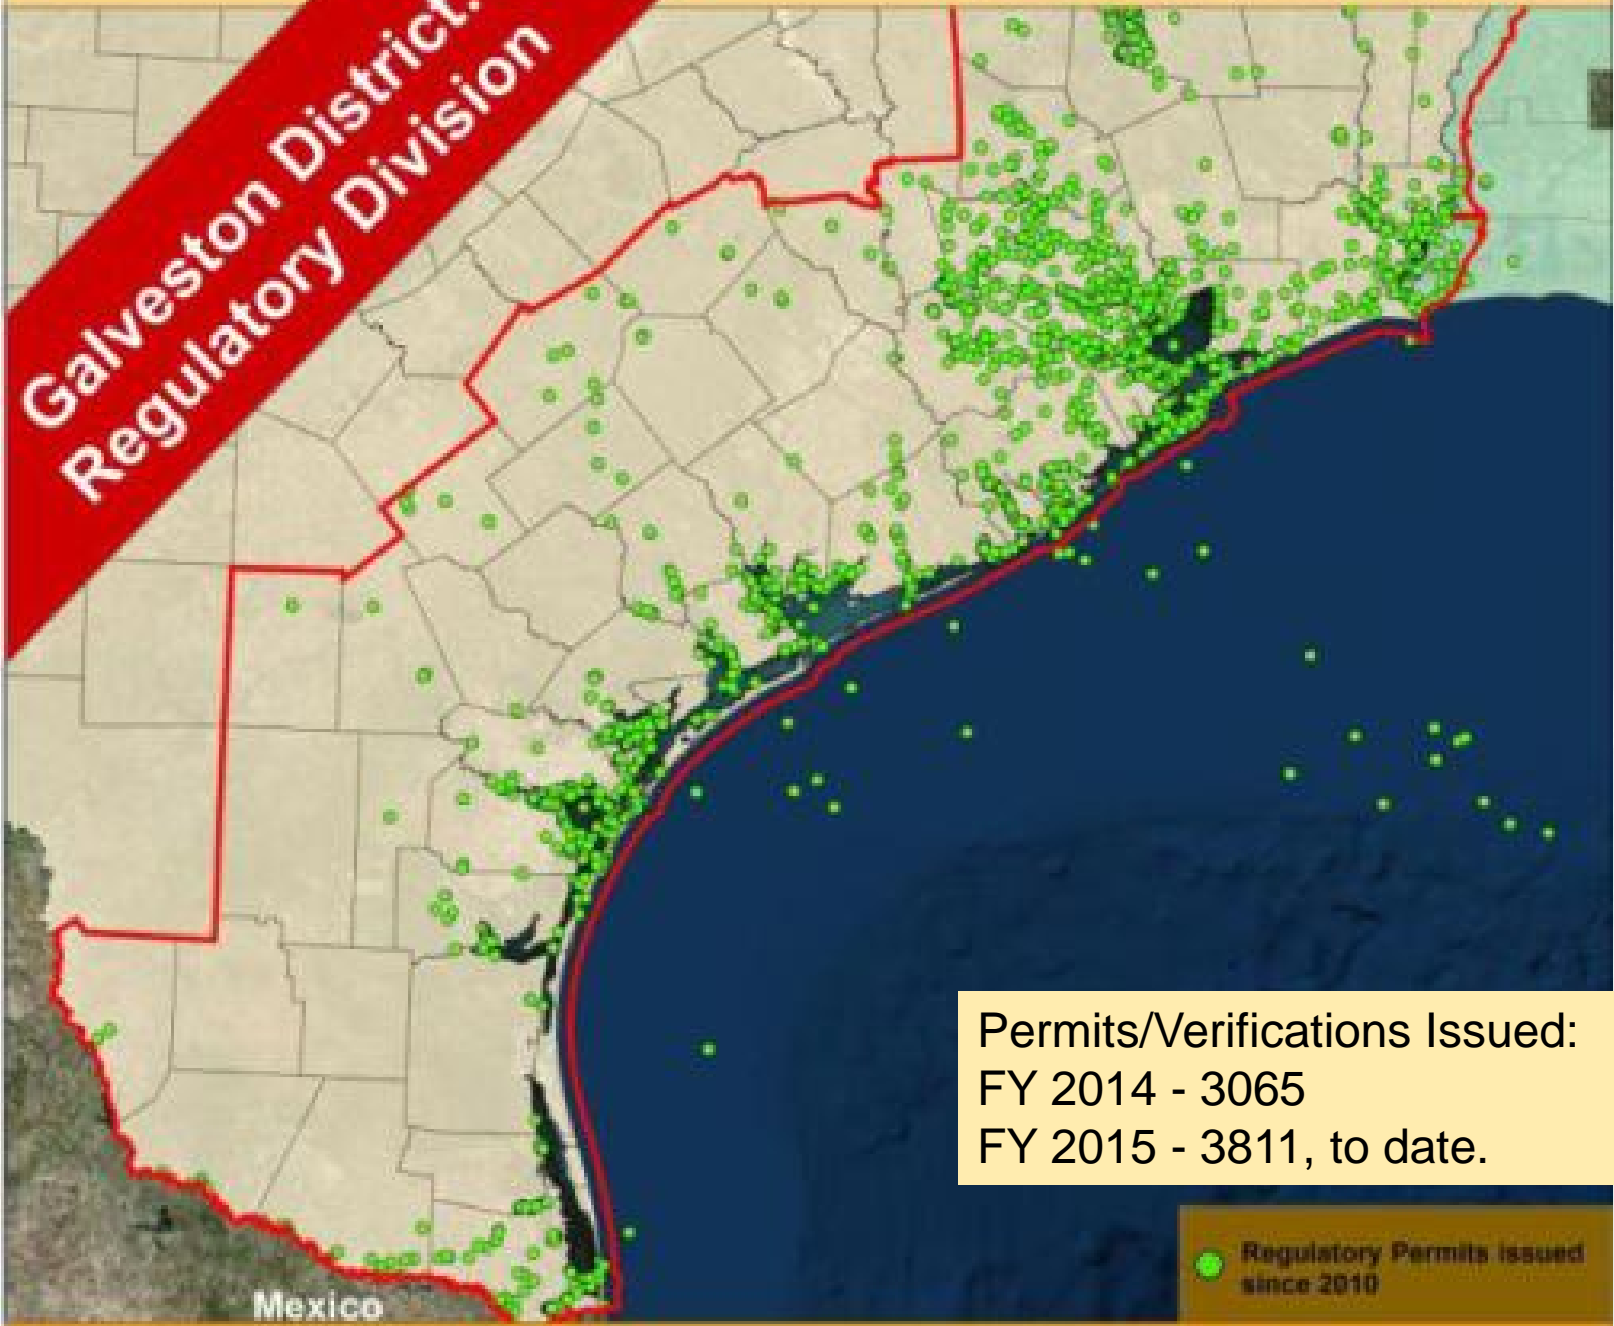 Galveston District.
Regulatory Division
Permits/Verifications Issued:
FY 2014 - 3065
FY 2015 - 3811, to date.
Regulatory Permits issued
since 2010
Mexico